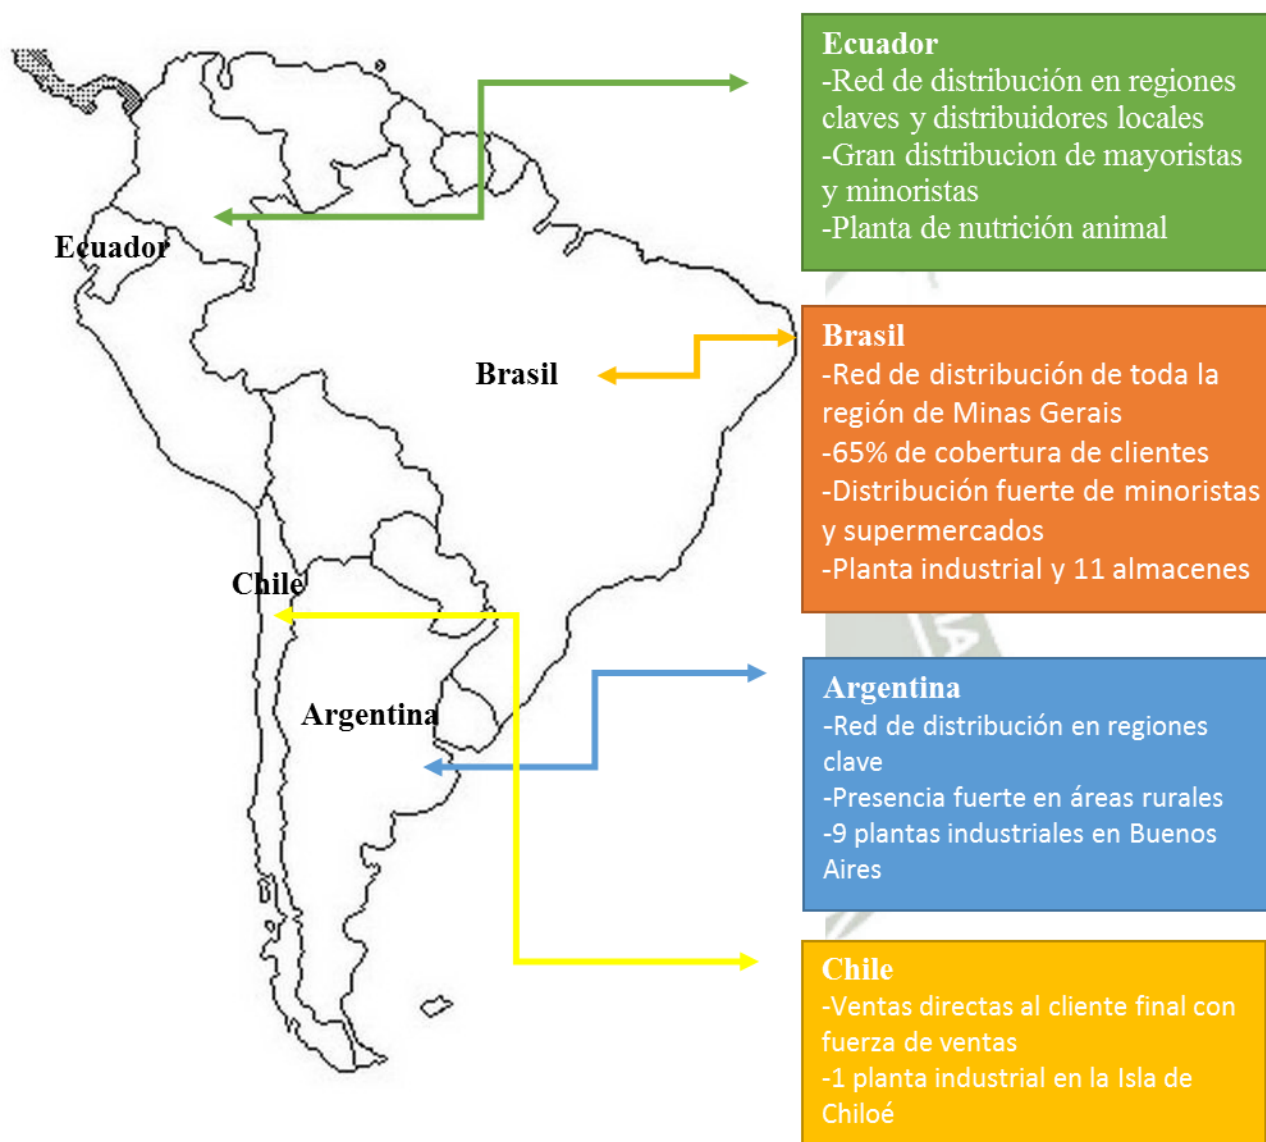 Ecuador
-Red de distribución en regiones
claves y distribuidores locales
-Gran distribucion de mayoristas
y minoristas
-Planta de nutrición animal
Ecuador
Brasil
-Red de distribución de toda la
región de Minas Gerais
-65% de cobertura de clientes
-Distribución fuerte de minoristas
y supermercados
-Planta industrial y 11 almacenes
Brasil
Chile
Argentina
-Red de distribución en regiones
clave
-Presencia fuerte en áreas rurales
-9 plantas industriales en Buenos
Aires
Argentina
Chile
-Ventas directas al cliente final con
fuerza de ventas
-1 planta industrial en la Isla de
Chiloé